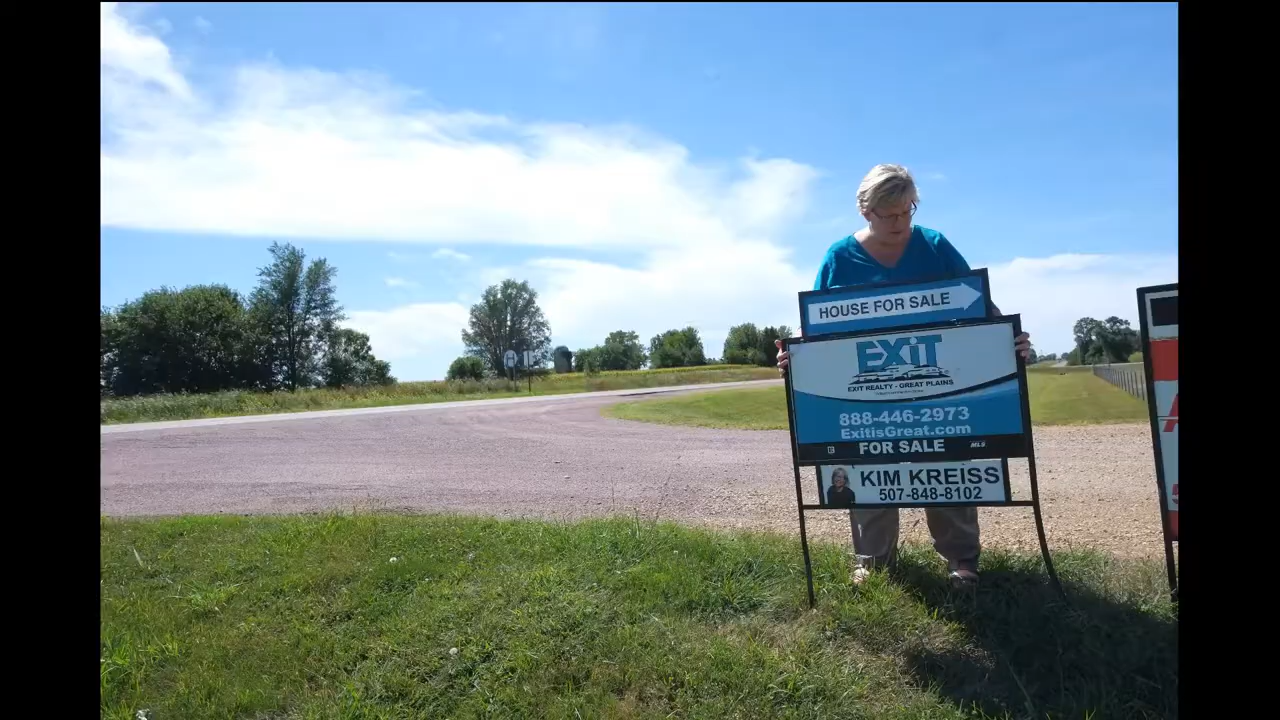 HOUSE FOR SALE
EXiT
EXIT REALTY - GREAT PLAINS
888-446-2973
ExitisGreat.com
FOR SALE
MLS
KIM KREISS
507-848-8102